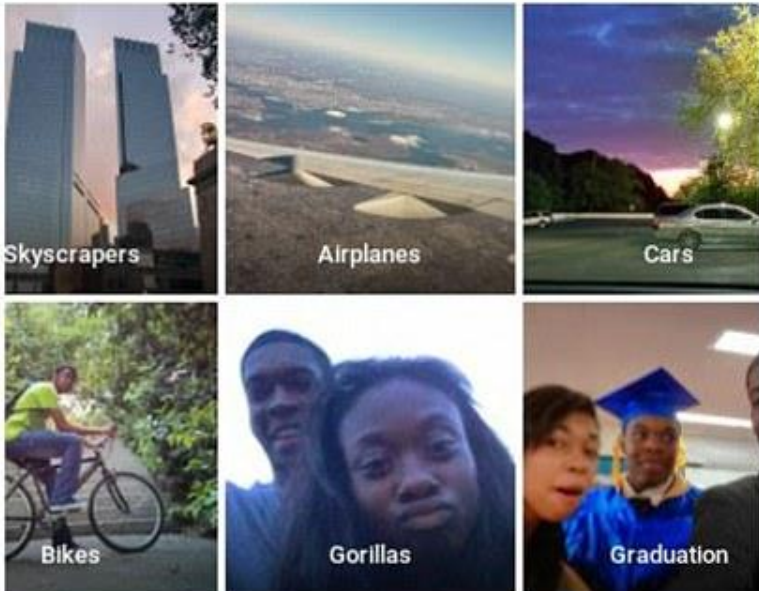 Skyscrapers
Airplanes
Cars
Bikes
Gorillas
Graduation